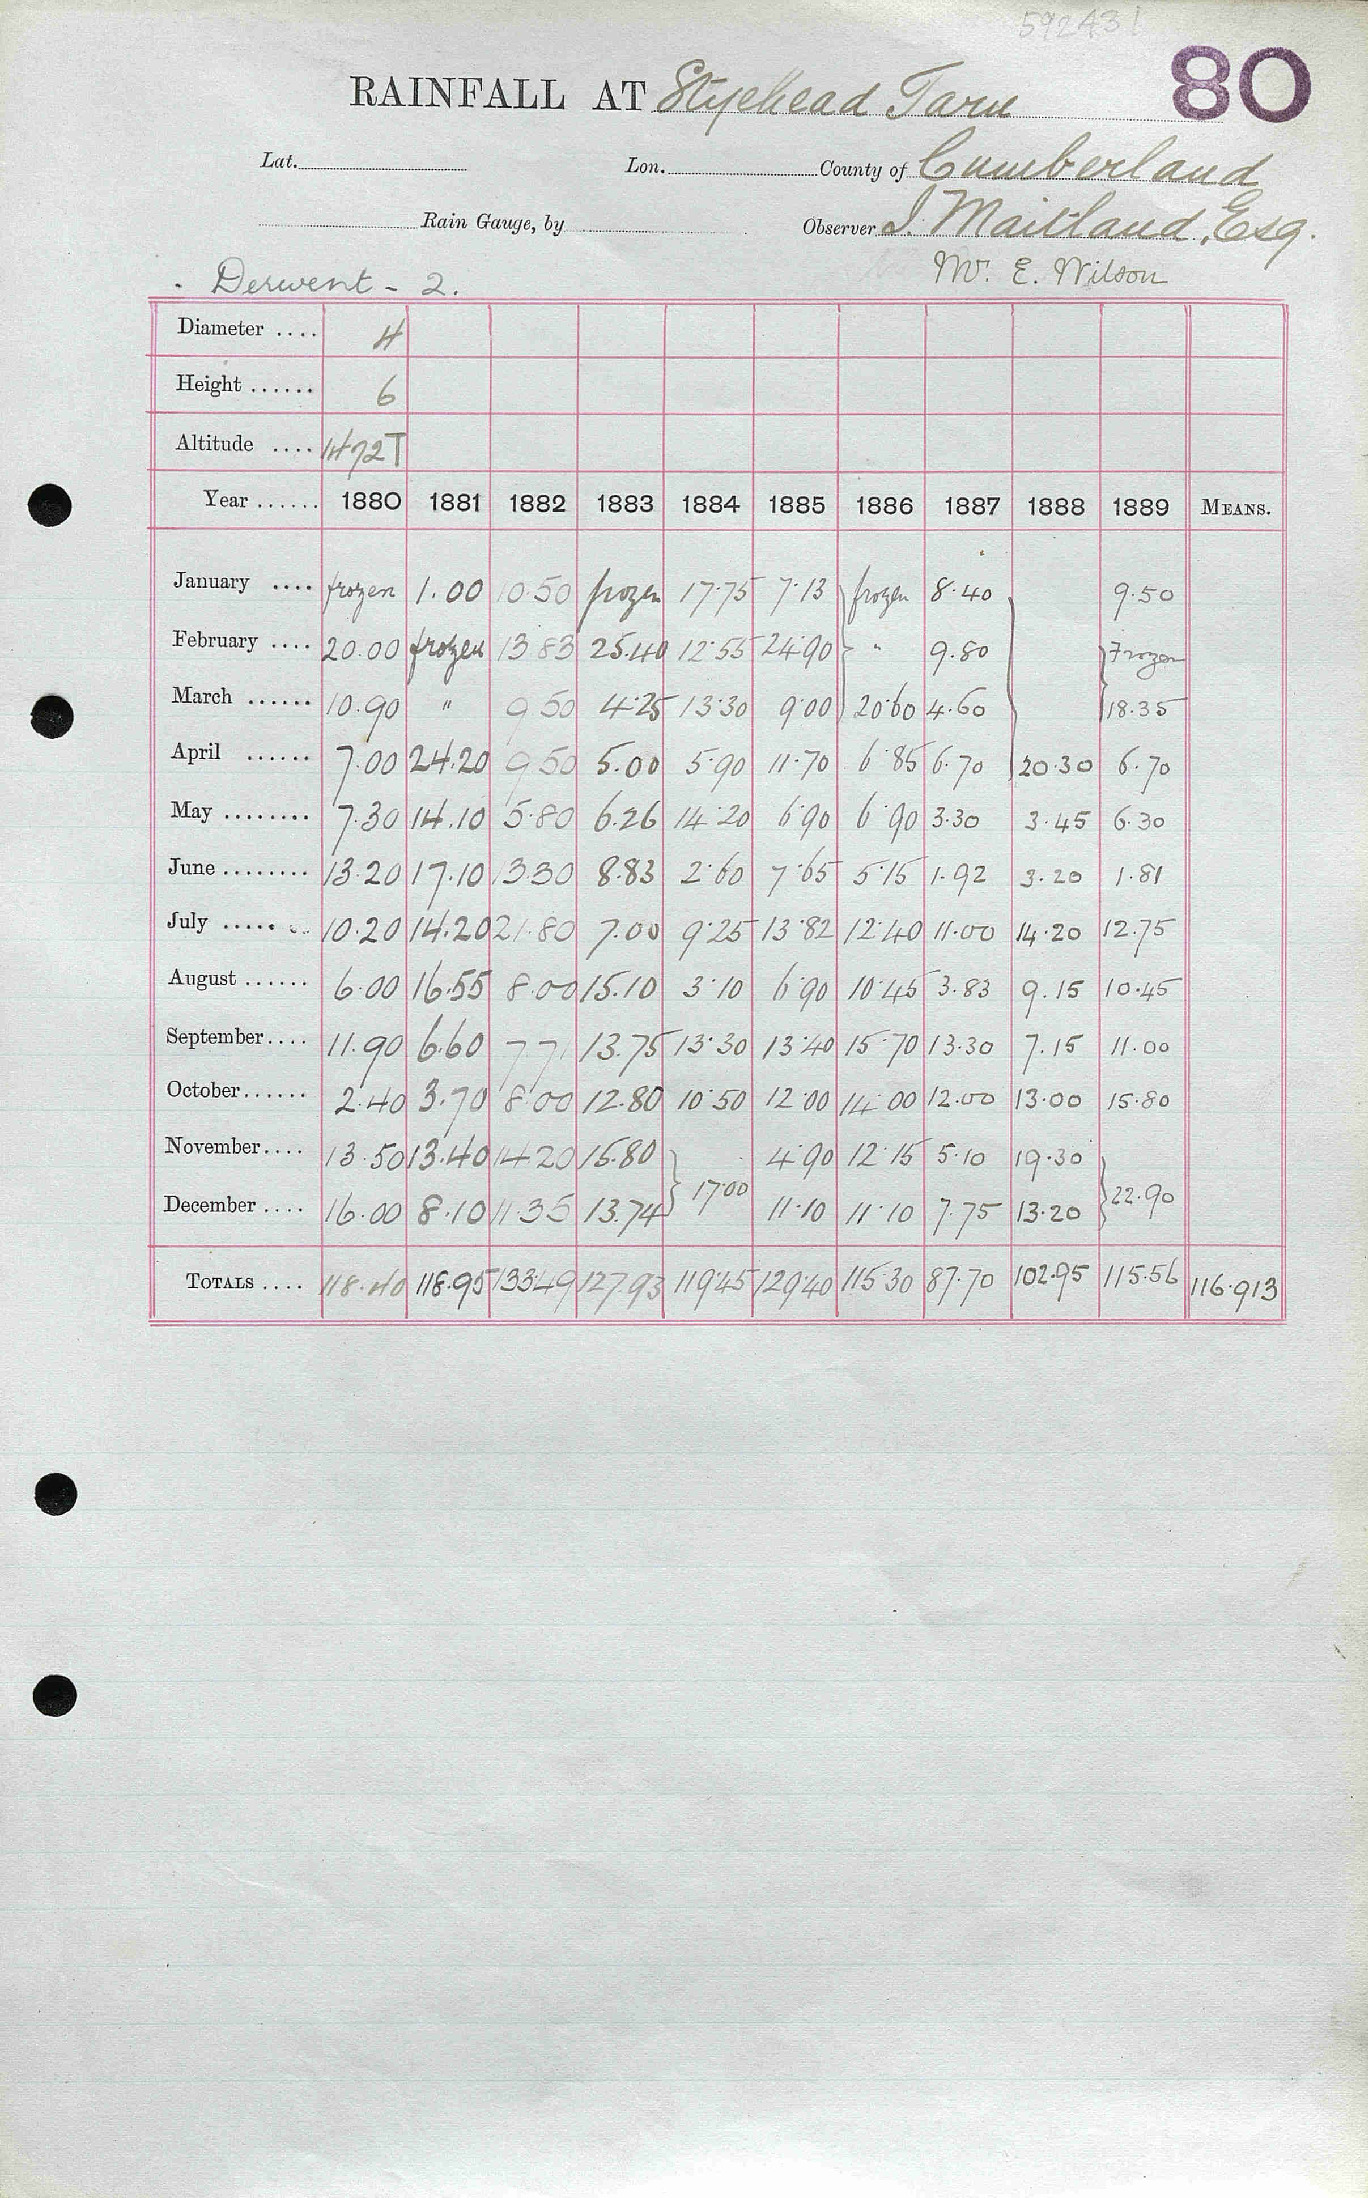 592431
80
RAINFALL AT Styehead Tarn
Lat. Lon. County of Cumberland
Rain Gauge, by Observer I. Maitland, Esq.
Mr. E. Wilson
Derwent - 2.
Diameter .... 4
Height ...... 6
Altitude .... 1472T
Year ...... 1880 1881 1882 1883 1884 1885 1886 1887 1888 1889 MEANS.
January .... frozen 1.00 10.50 frozen 17.75 7.13 frozen 8.40 9.50
February .... 20.00 frozen 13.83 25.40 12.55 24.90 " 9.80 Frozen
March ...... 10.90 " 9.50 4.25 13.30 9.00 20.60 4.60 18.35
April ...... 7.00 24.20 9.50 5.00 5.90 11.70 6.85 6.70 20.30 6.70
May ........ 7.30 14.10 5.80 6.26 14.20 6.90 6.90 3.30 3.45 6.30
June ........ 13.20 17.10 13.30 8.83 2.60 7.65 5.15 1.92 3.20 1.81
July ........ 10.20 14.20 21.80 7.00 9.25 13.82 12.40 11.00 14.20 12.75
August ...... 6.00 16.55 8.00 15.10 3.10 6.90 10.45 3.83 9.15 10.45
September .... 11.90 6.60 7.71 13.75 13.30 13.40 15.70 13.30 7.15 11.00
October ...... 2.40 3.70 8.00 12.80 10.50 12.00 14.00 12.00 13.00 15.80
November .... 13.50 13.40 14.20 15.80 4.90 12.15 5.10 19.30
December .... 16.00 8.10 11.35 13.74 17.00 11.10 11.10 7.75 13.20 22.90
TOTALS .... 118.40 118.95 133.49 127.93 119.45 129.40 115.30 87.70 102.95 115.56 116.913